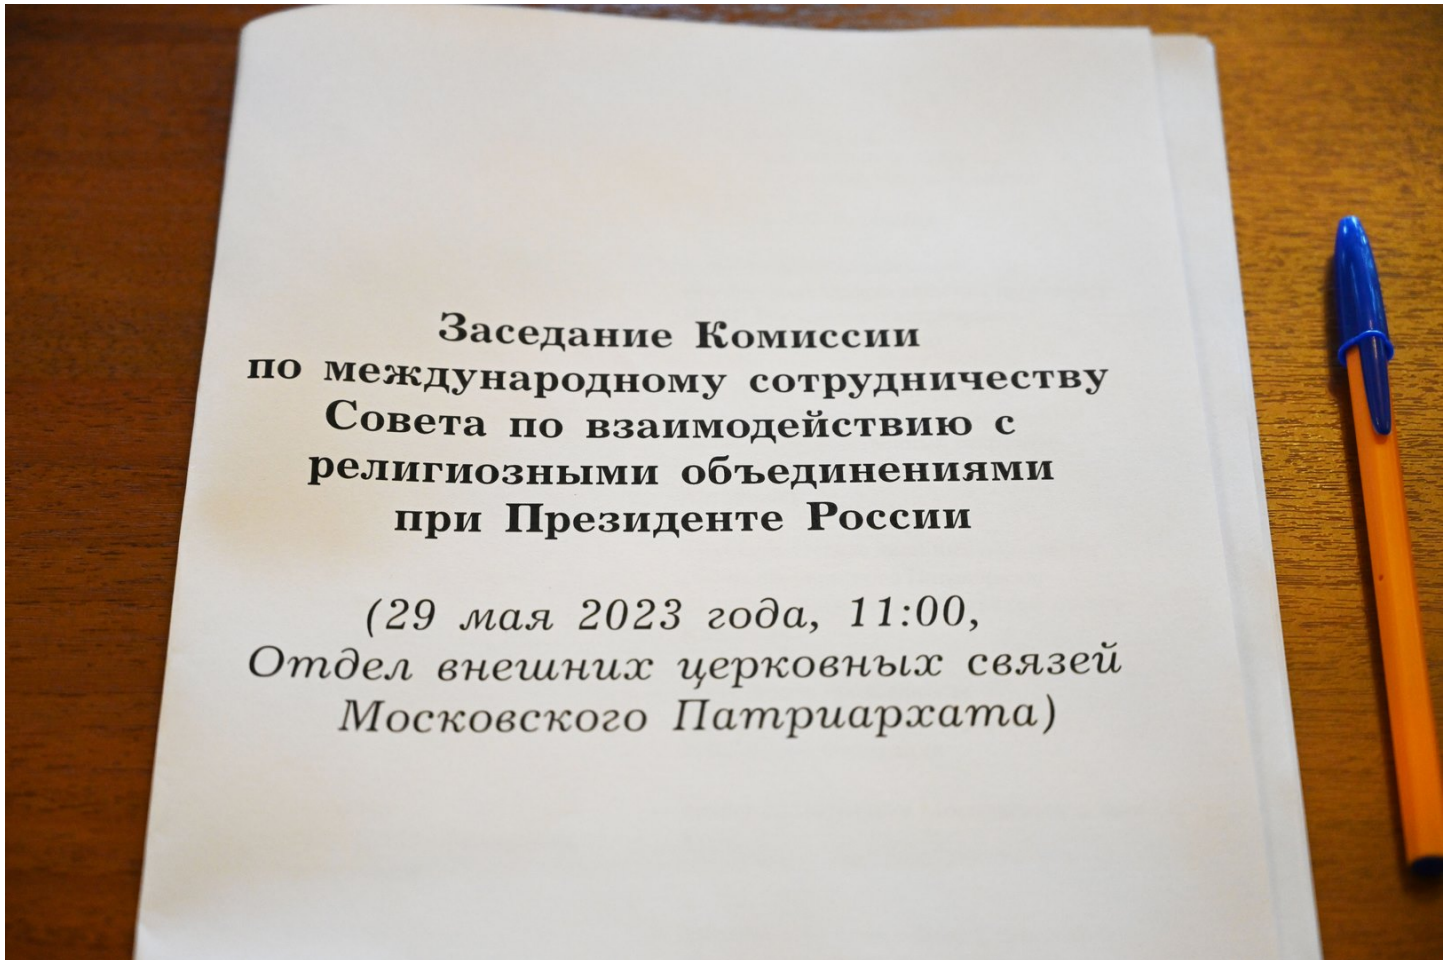 Заседание Комиссии
по международному сотрудничеству
Совета по взаимодействию с
религиозными объединениями
при Президенте России
(29 мая 2023 года, 11:00,
Отдел внешних церковных связей
Московского Патриархата)